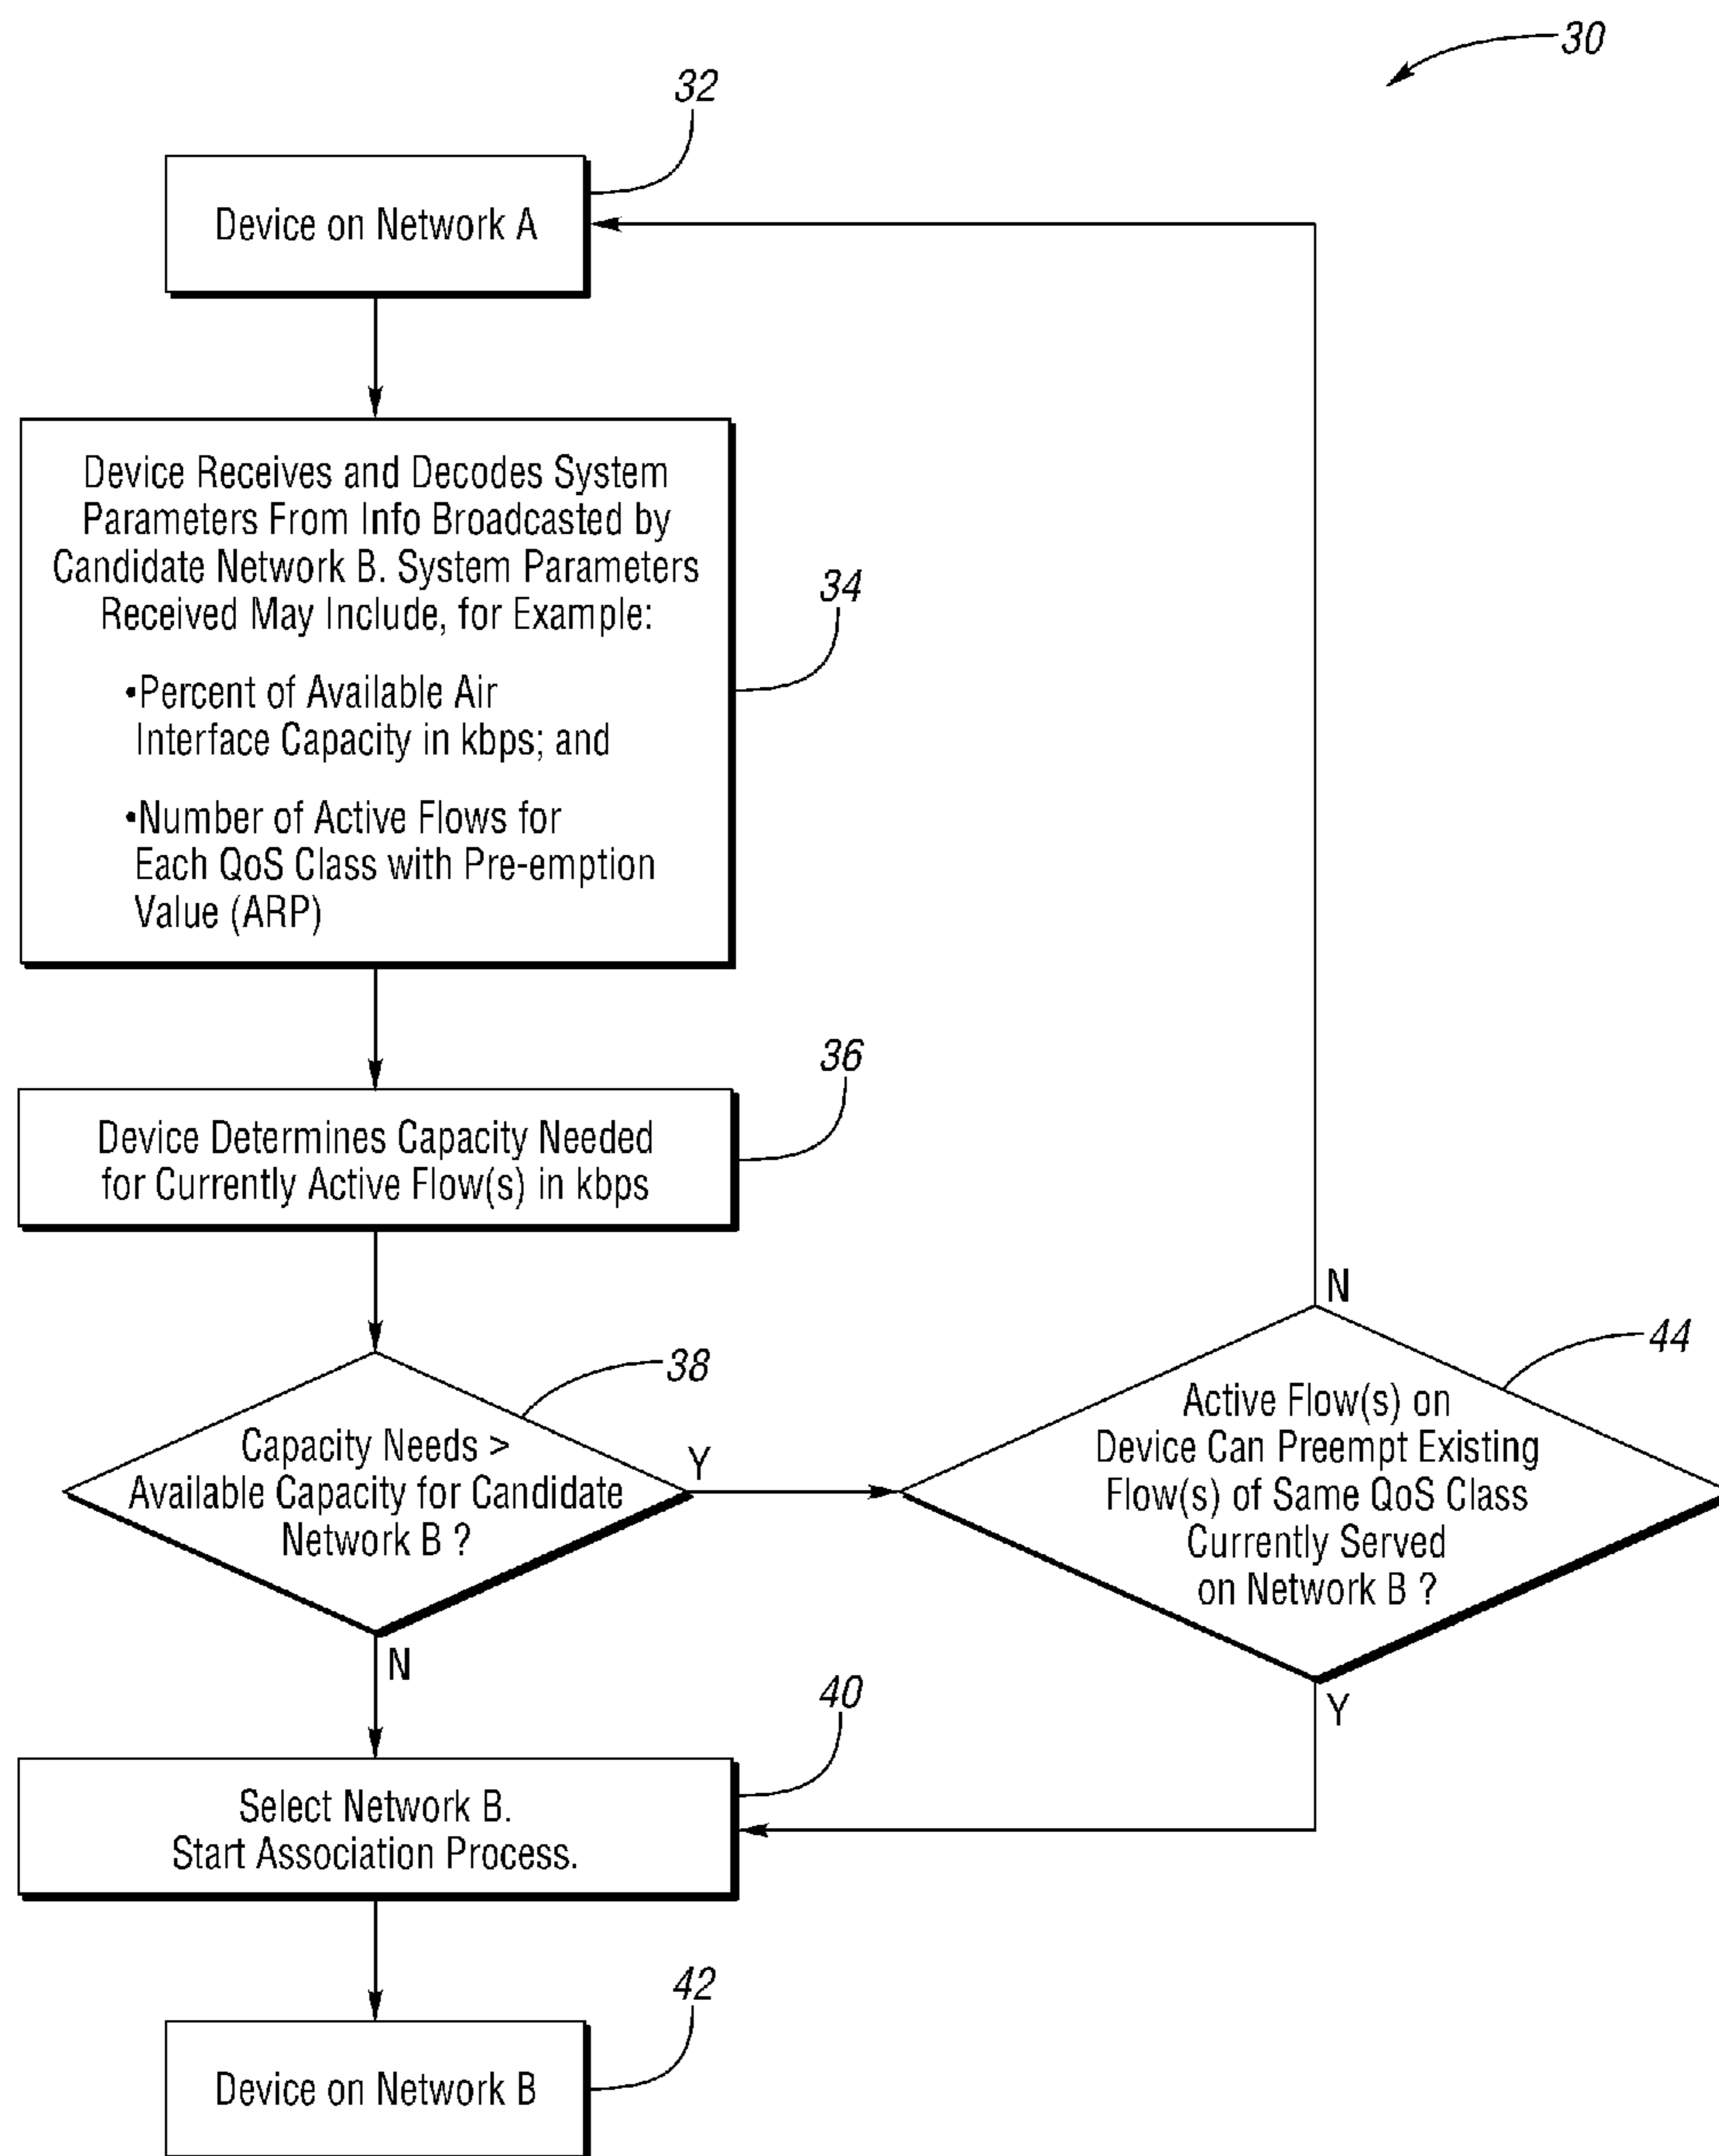 30
32
Device on Network A
Device Receives and Decodes System
Parameters From Info Broadcasted by
Candidate Network B. System Parameters
Received May Include, for Example:
•Percent of Available Air
Interface Capacity in kbps; and
•Number of Active Flows for
Each QoS Class with Pre-emption
Value (ARP)
34
36
Device Determines Capacity Needed
for Currently Active Flow(s) in kbps
38
Capacity Needs >
Available Capacity for Candidate
Network B ?
Y
N
N
44
Active Flow(s) on
Device Can Preempt Existing
Flow(s) of Same QoS Class
Currently Served
on Network B ?
Y
40
Select Network B.
Start Association Process.
42
Device on Network B